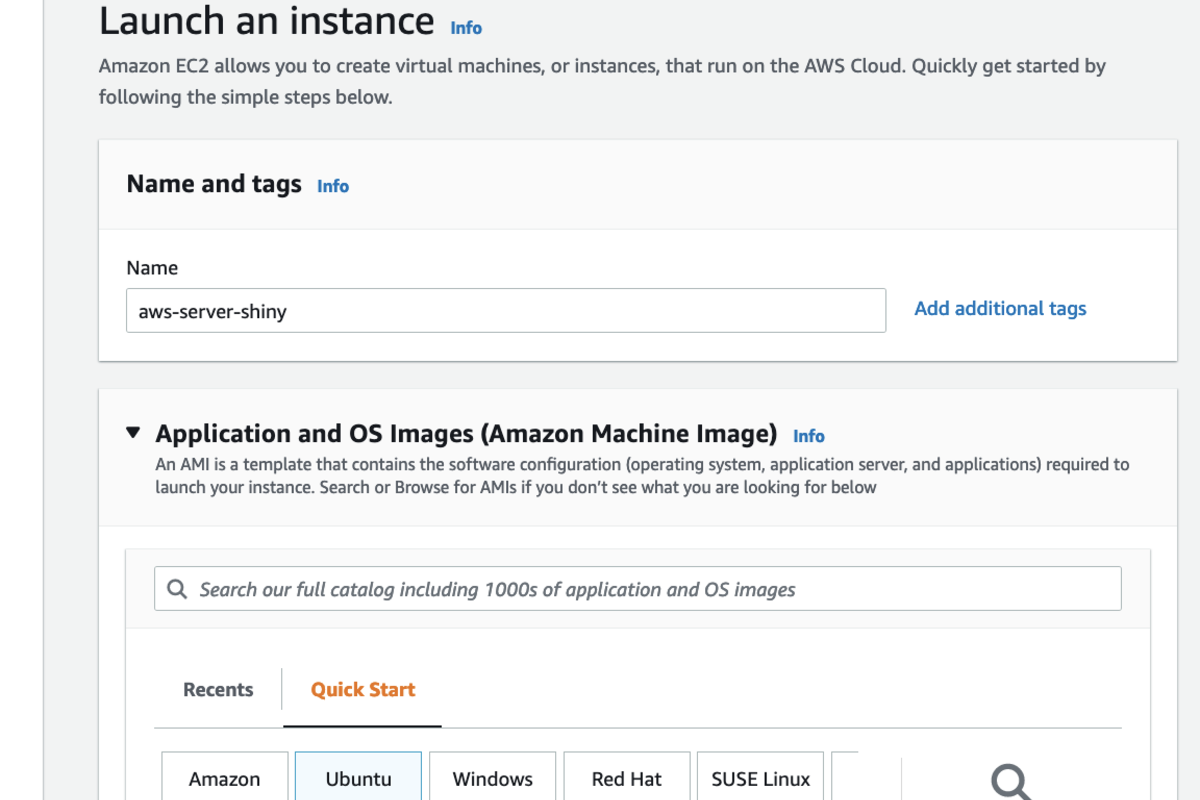 Launch an instance Info
Amazon EC2 allows you to create virtual machines, or instances, that run on the AWS Cloud. Quickly get started by
following the simple steps below.
Name and tags Info
Name
aws-server-shiny
Add additional tags
Application and OS Images (Amazon Machine Image) Info
An AMI is a template that contains the software configuration (operating system, application server, and applications) required to
launch your instance. Search or Browse for AMIs if you don’t see what you are looking for below
Search our full catalog including 1000s of application and OS images
Recents
Quick Start
Amazon
Ubuntu
Windows
Red Hat
SUSE Linux